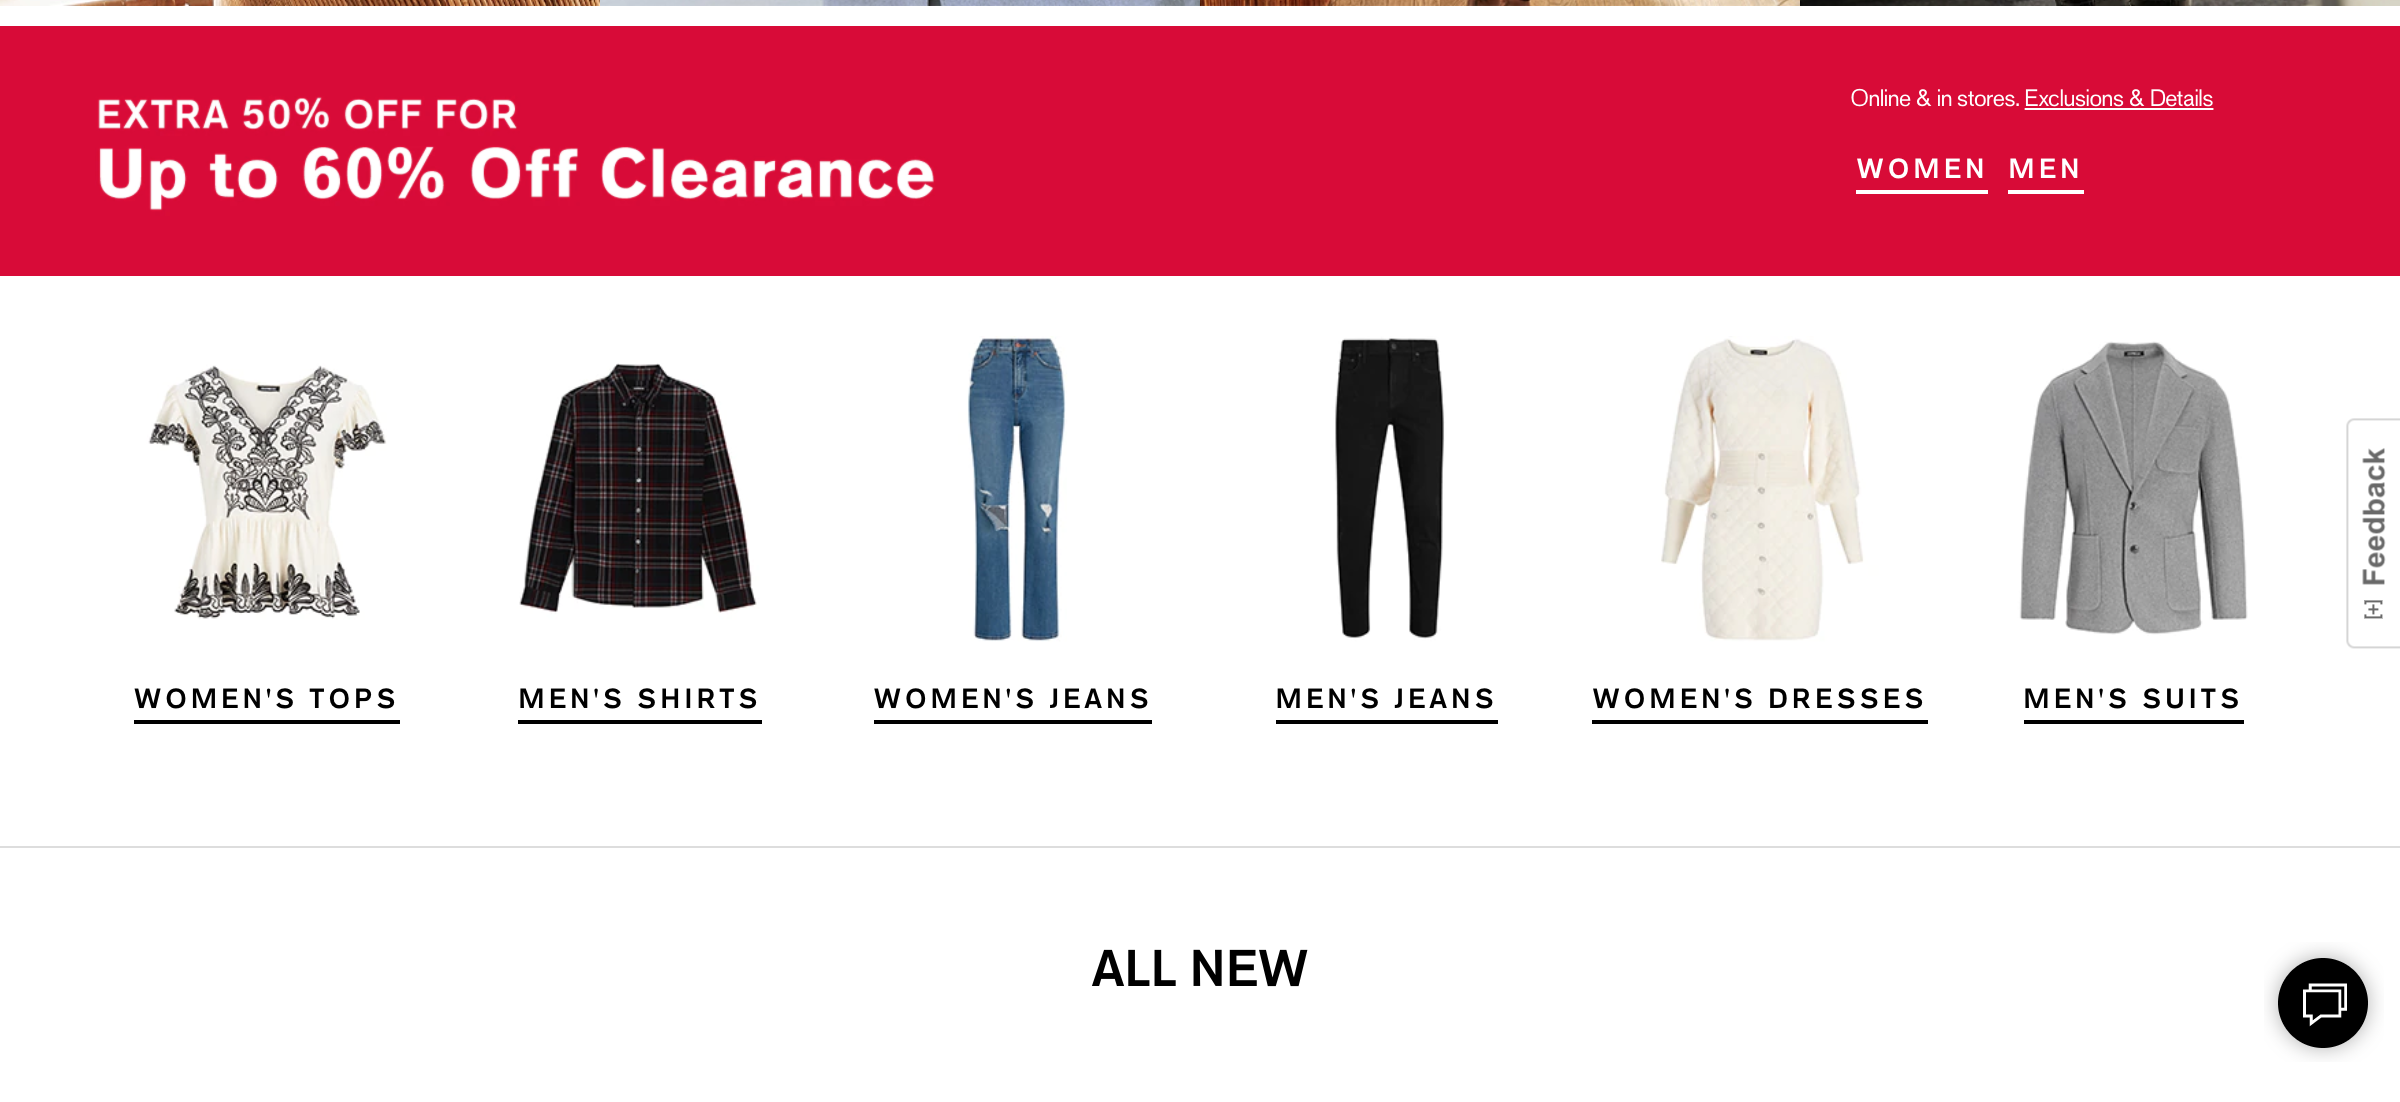 EXTRA 50% OFF FOR
Up to 60% Off Clearance
Online & in stores. Exclusions & Details
WOMEN MEN
WOMEN'S TOPS
MEN'S SHIRTS
WOMEN'S JEANS
MEN'S JEANS
WOMEN'S DRESSES
MEN'S SUITS
[+] Feedback
ALL NEW